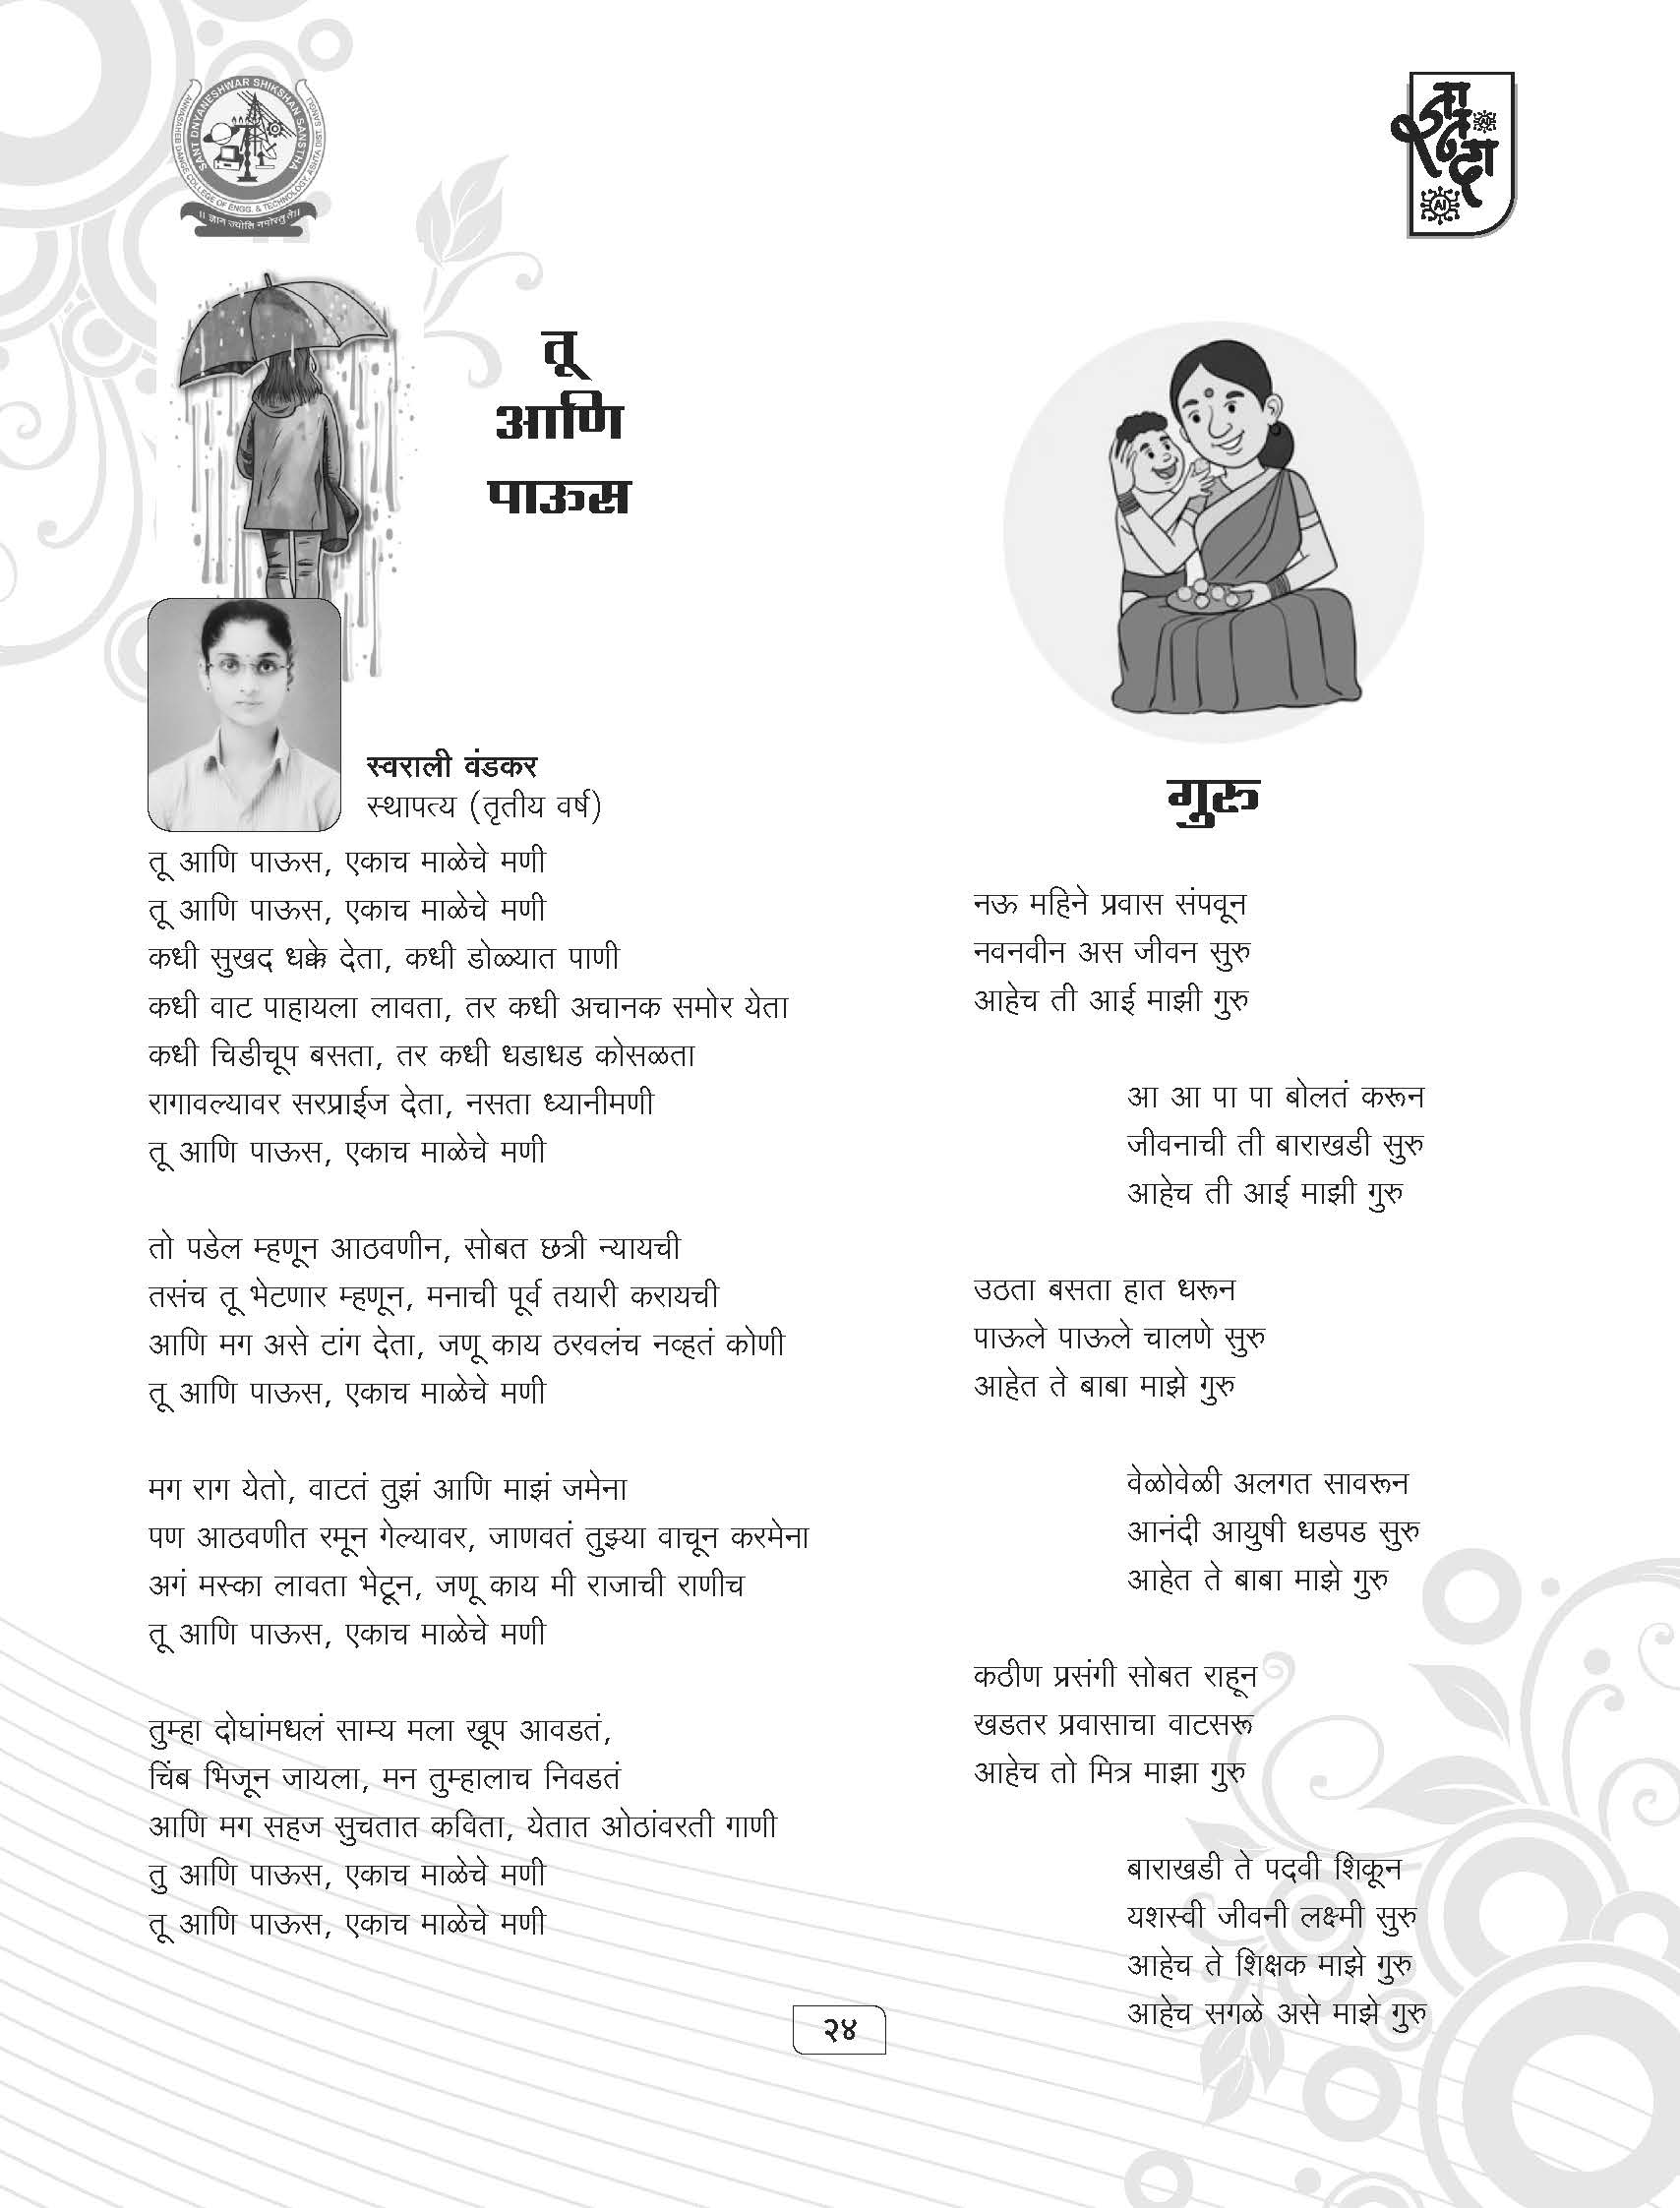 SANT DNYANESHWAR SHIKSHAN SANSTHA
ANNASAHEB DANGE COLLEGE OF ENGG. & TECHNOLOGY, ASHTA DIST. SANGLI
AI
AI
तू
आणि
पाऊस
स्वराली वंडकर
स्थापत्य (तृतीय वर्ष)
तू आणि पाऊस, एकाच माळेचे मणी
तू आणि पाऊस, एकाच माळेचे मणी
कधी सुखद धक्के देता, कधी डोळ्यात पाणी
कधी वाट पाहायला लावता, तर कधी अचानक समोर येता
कधी चिडीचूप बसता, तर कधी धडाधड कोसळता
रागावल्यावर सरप्राईज देता, नसता ध्यानीमणी
तू आणि पाऊस, एकाच माळेचे मणी
तो पडेल म्हणून आठवणीन, सोबत छत्री न्यायची
तसंच तू भेटणार म्हणून, मनाची पूर्व तयारी करायची
आणि मग असे टांग देता, जणू काय ठरवलंच नव्हतं कोणी
तू आणि पाऊस, एकाच माळेचे मणी
मग राग येतो, वाटतं तुझं आणि माझं जमेना
पण आठवणीत रमून गेल्यावर, जाणवतं तुझ्या वाचून करमेना
अगं मस्का लावता भेटून, जणू काय मी राजाची राणीच
तू आणि पाऊस, एकाच माळेचे मणी
तुम्हा दोघांमधलं साम्य मला खूप आवडतं,
चिंब भिजून जायला, मन तुम्हालाच निवडतं
आणि मग सहज सुचतात कविता, येतात ओठांवरती गाणी
तु आणि पाऊस, एकाच माळेचे मणी
तू आणि पाऊस, एकाच माळेचे मणी
गुरू
नऊ महिने प्रवास संपवून
नवनवीन अस जीवन सुरु
आहेच ती आई माझी गुरु
आ आ पा पा बोलतं करून
जीवनाची ती बाराखडी सुरु
आहेच ती आई माझी गुरु
उठता बसता हात धरून
पाऊले पाऊले चालणे सुरु
आहेत ते बाबा माझे गुरु
वेळोवेळी अलगत सावरून
आनंदी आयुषी धडपड सुरु
आहेत ते बाबा माझे गुरु
कठीण प्रसंगी सोबत राहून
खडतर प्रवासाचा वाटसरू
आहेच तो मित्र माझा गुरु
बाराखडी ते पदवी शिकून
यशस्वी जीवनी लक्ष्मी सुरु
आहेच ते शिक्षक माझे गुरु
आहेच सगळे असे माझे गुरु
२४